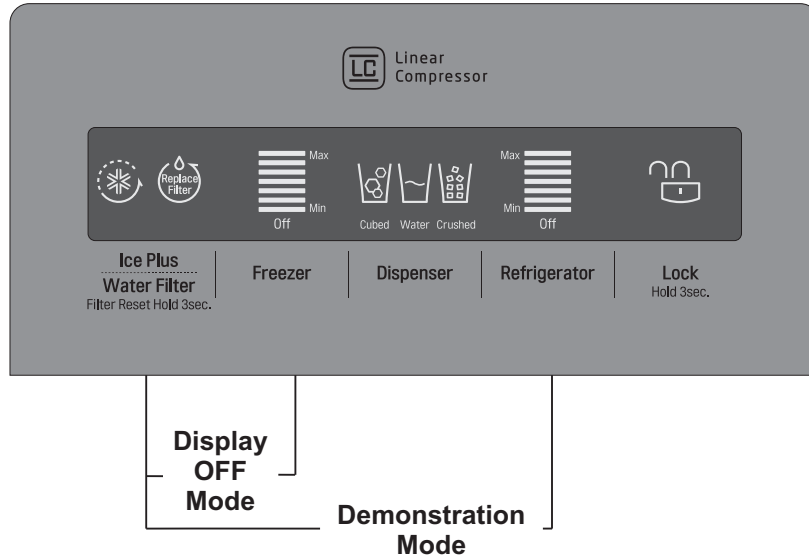 LC
Linear
Compressor
Replace
Filter
Max
Min
Off
Cubed Water Crushed
Max
Min
Off
Ice Plus
Water Filter
Filter Reset Hold 3sec.
Freezer
Dispenser
Refrigerator
Lock
Hold 3sec.
Display
OFF
Mode
Demonstration
Mode